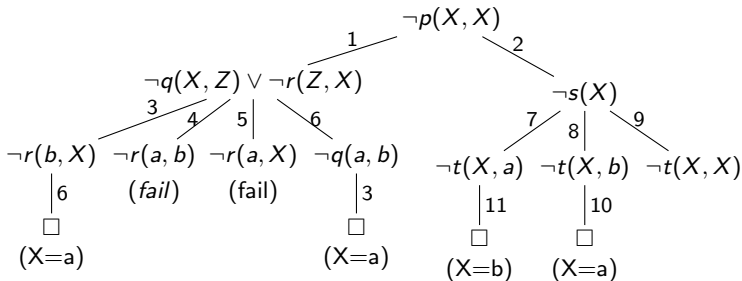 ¬p(X, X)
1 2
¬q(X, Z) ∨ ¬r(Z, X) ¬s(X)
3 4 5 6 7 8 9
¬r(b, X) ¬r(a, b) ¬r(a, X) ¬q(a, b) ¬t(X, a) ¬t(X, b) ¬t(X, X)
(fail) (fail)
6 3 11 10
□ □ □ □
(X=a) (X=a) (X=b) (X=a)